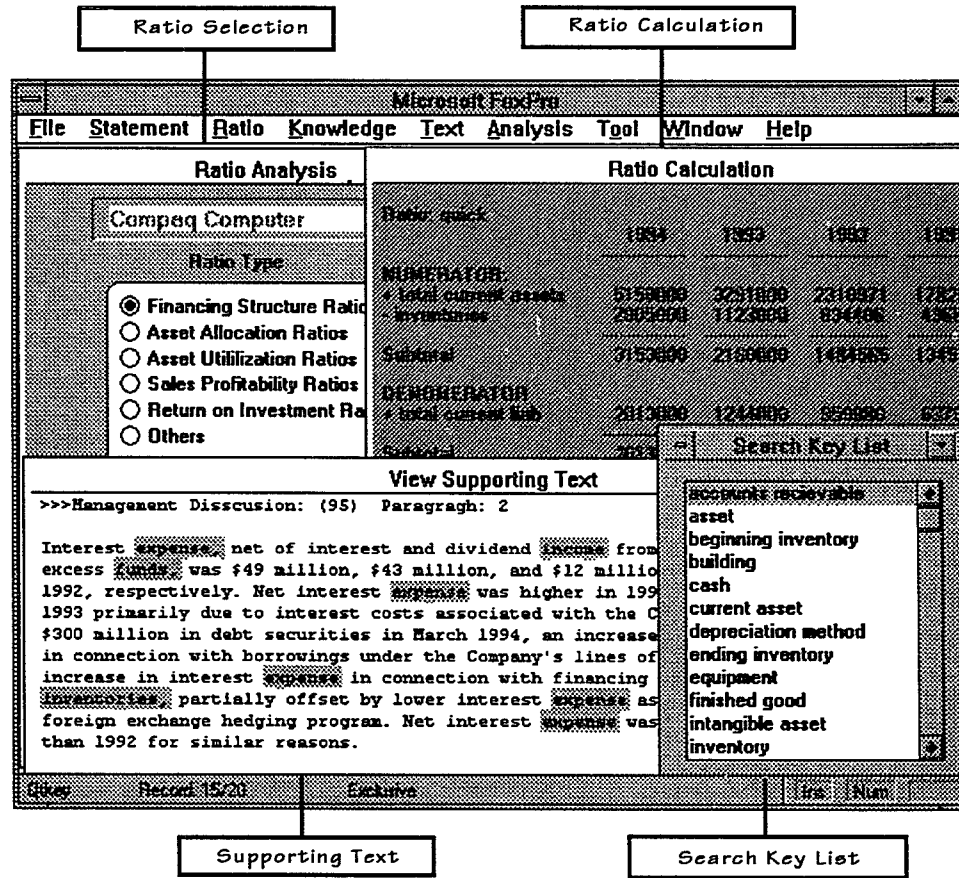 Ratio Selection
Ratio Calculation
Microsoft FoxPro
File Statement Ratio Knowledge Text Analysis Tool Window Help
Ratio Analysis
Ratio Calculation
Compaq Computer
Ratio Type
Financing Structure Ratio
Asset Allocation Ratios
Asset Utililization Ratios
Sales Profitability Ratios
Return on Investment Ra
Others
Ratio: quick
1994 1993 1992 199
NUMERATOR:
+ total current assets 5158000 3291000 2318971 1782
- inventories 2005000 1123000 834406
Subtotal 3153000 2168000 1484565 1345
DENOMERATOR
+ total current liab 2013000 1244000 959000 637
Subtotal
Search Key List
accounts recievable
asset
beginning inventory
building
cash
current asset
depreciation method
ending inventory
equipment
finished good
intangible asset
inventory
View Supporting Text
>>>Management Disscusion: (95) Paragragh: 2
Interest expense, net of interest and dividend income from
excess funds, was $49 million, $43 million, and $12 millio
1992, respectively. Net interest expense was higher in 199
1993 primarily due to interest costs associated with the C
$300 million in debt securities in March 1994, an increase
in connection with borrowings under the Company's lines of
increase in interest expense in connection with financing
inventories, partially offset by lower interest expense as
foreign exchange hedging program. Net interest expense was
than 1992 for similar reasons.
Record 15/20 Exclusive Ins Num
Supporting Text
Search Key List